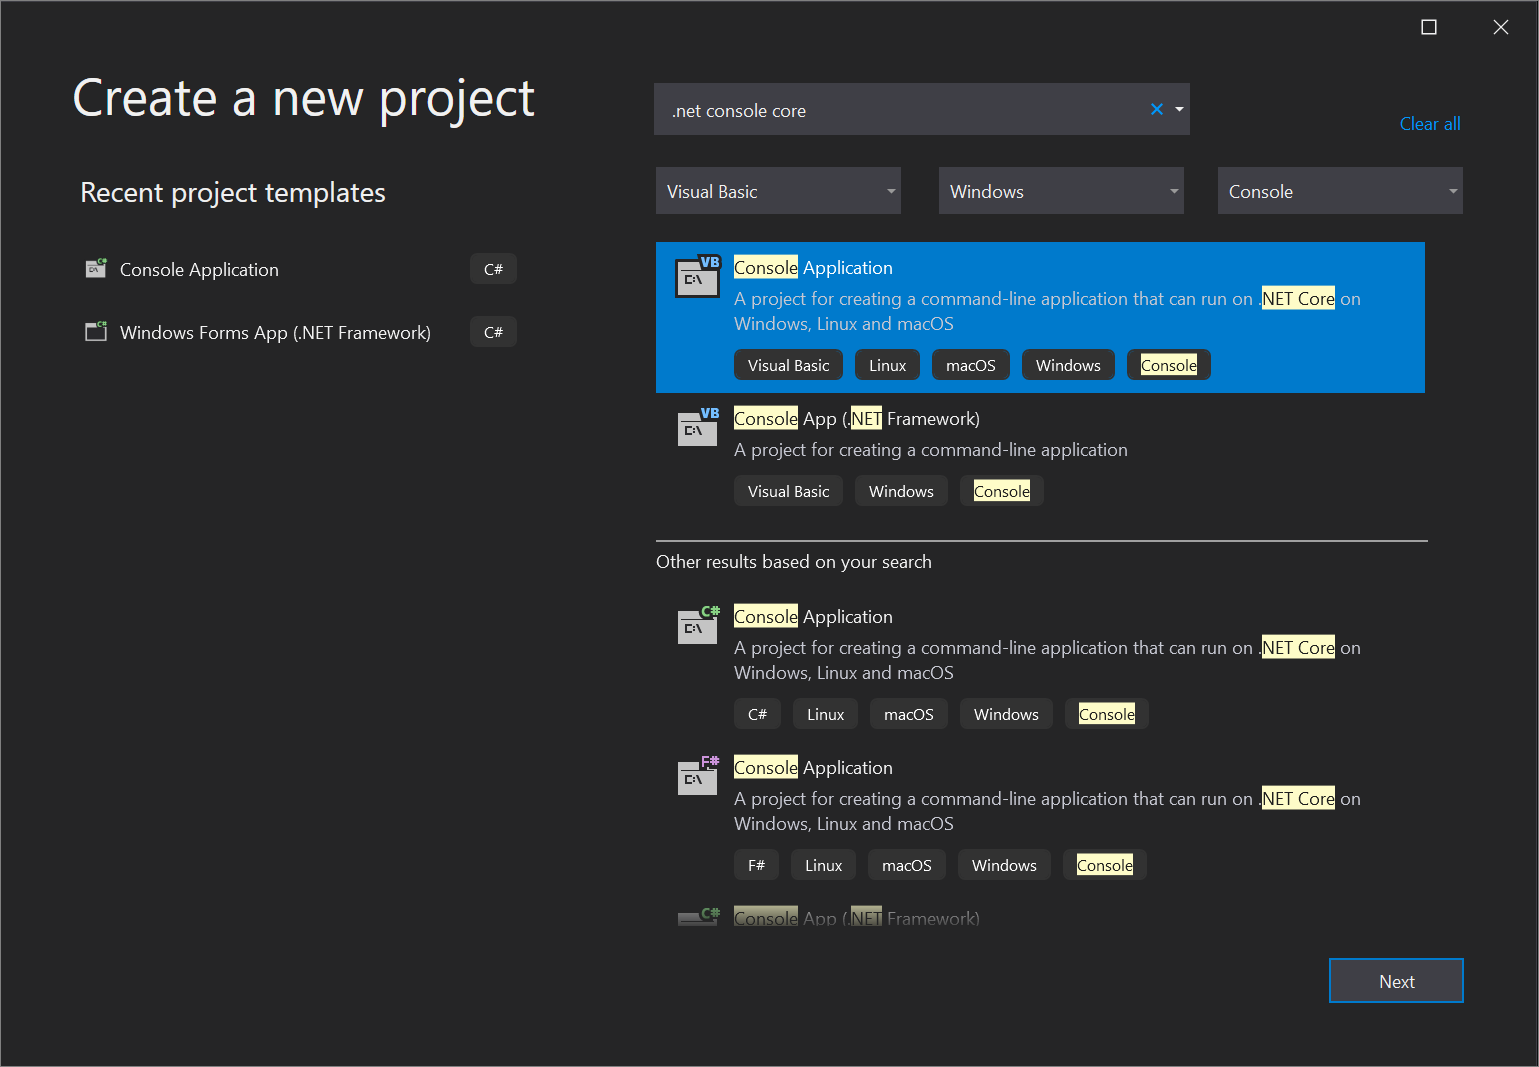 Create a new project
.net console core
Clear all
Recent project templates
Visual Basic
Windows
Console
Console Application
C#
Windows Forms App (.NET Framework)
C#
VB
C:\
Console Application
A project for creating a command-line application that can run on .NET Core on
Windows, Linux and macOS
Visual Basic Linux macOS Windows Console
VB
C:\
Console App (.NET Framework)
A project for creating a command-line application
Visual Basic Windows Console
Other results based on your search
C#
C:\
Console Application
A project for creating a command-line application that can run on .NET Core on
Windows, Linux and macOS
C# Linux macOS Windows Console
F#
C:\
Console Application
A project for creating a command-line application that can run on .NET Core on
Windows, Linux and macOS
F# Linux macOS Windows Console
C#
Console App (.NET Framework)
Next